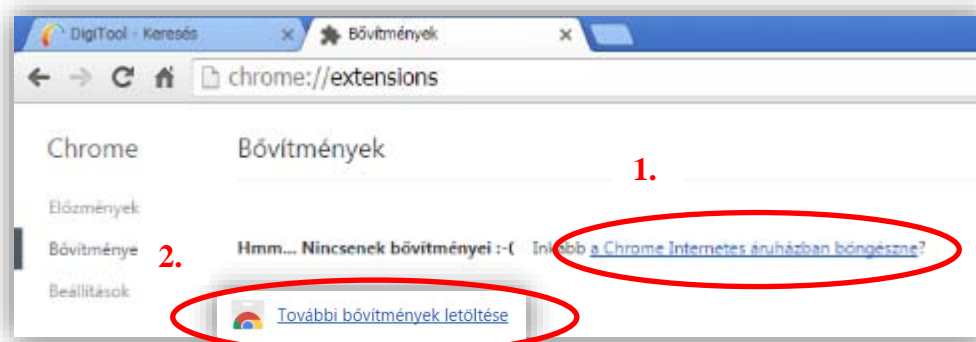 DigiTool - Keresés
Bővítmények
chrome://extensions
Chrome
Bővítmények
1.
Előzmények
Bővítménye
2.
Hmm... Nincsenek bővítményei :-( Inkább a Chrome Internetes áruházban böngészne?
Beállítások
További bővítmények letöltése